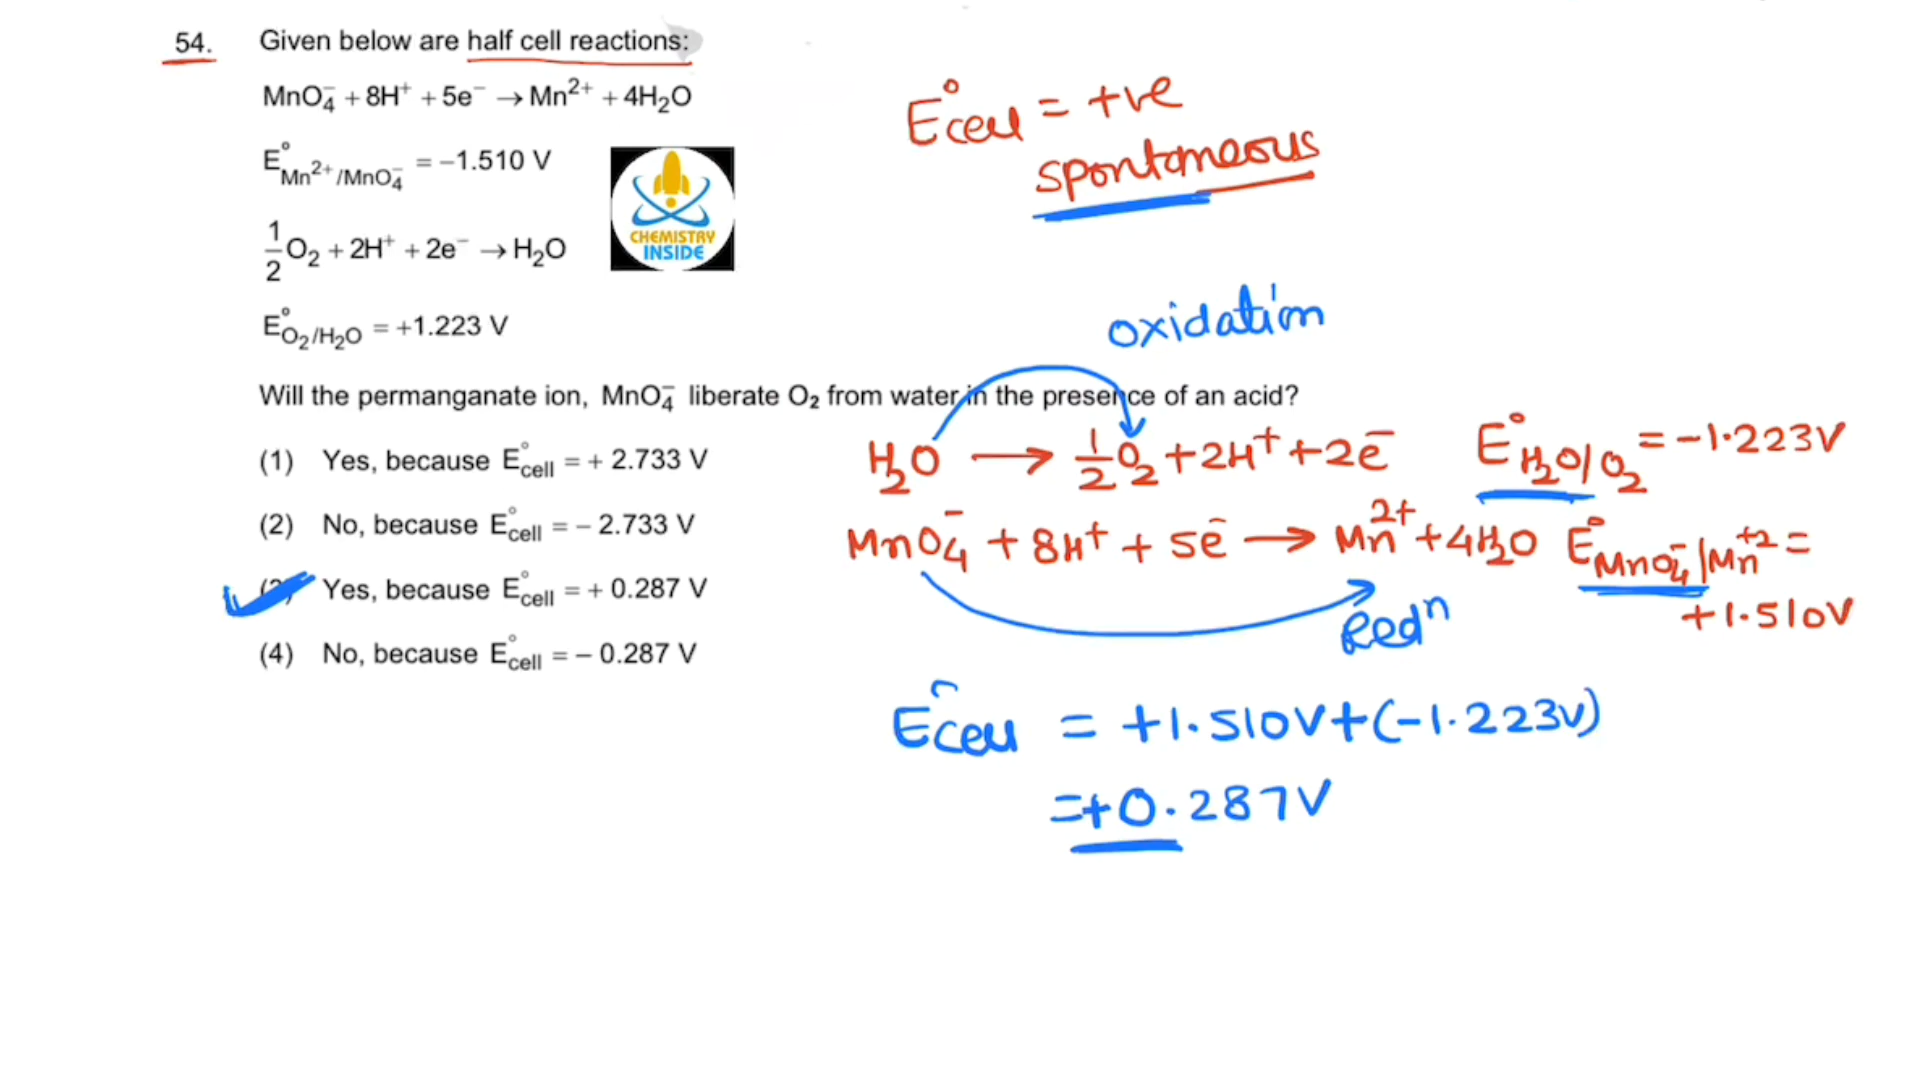 54. Given below are half cell reactions:
MnO₄⁻ + 8H⁺ + 5e⁻ → Mn²⁺ + 4H₂O
E°Mn²⁺/MnO₄⁻ = −1.510 V
½O₂ + 2H⁺ + 2e⁻ → H₂O
E°O₂/H₂O = +1.223 V
CHEMISTRY
INSIDE
Will the permanganate ion, MnO₄⁻ liberate O₂ from water in the presence of an acid?
(1) Yes, because E°cell = + 2.733 V
(2) No, because E°cell = − 2.733 V
Yes, because E°cell = + 0.287 V
(4) No, because E°cell = − 0.287 V
E°cell = +ve
spontaneous
oxidation
H₂O → ½O₂ + 2H⁺ + 2e⁻ E°H₂O/O₂ = −1.223V
MnO₄⁻ + 8H⁺ + 5e⁻ → Mn²⁺ + 4H₂O E°MnO₄⁻/Mn⁺² =
+1.510V
Redⁿ
E°cell = +1.510V+(−1.223V)
=+0.287V